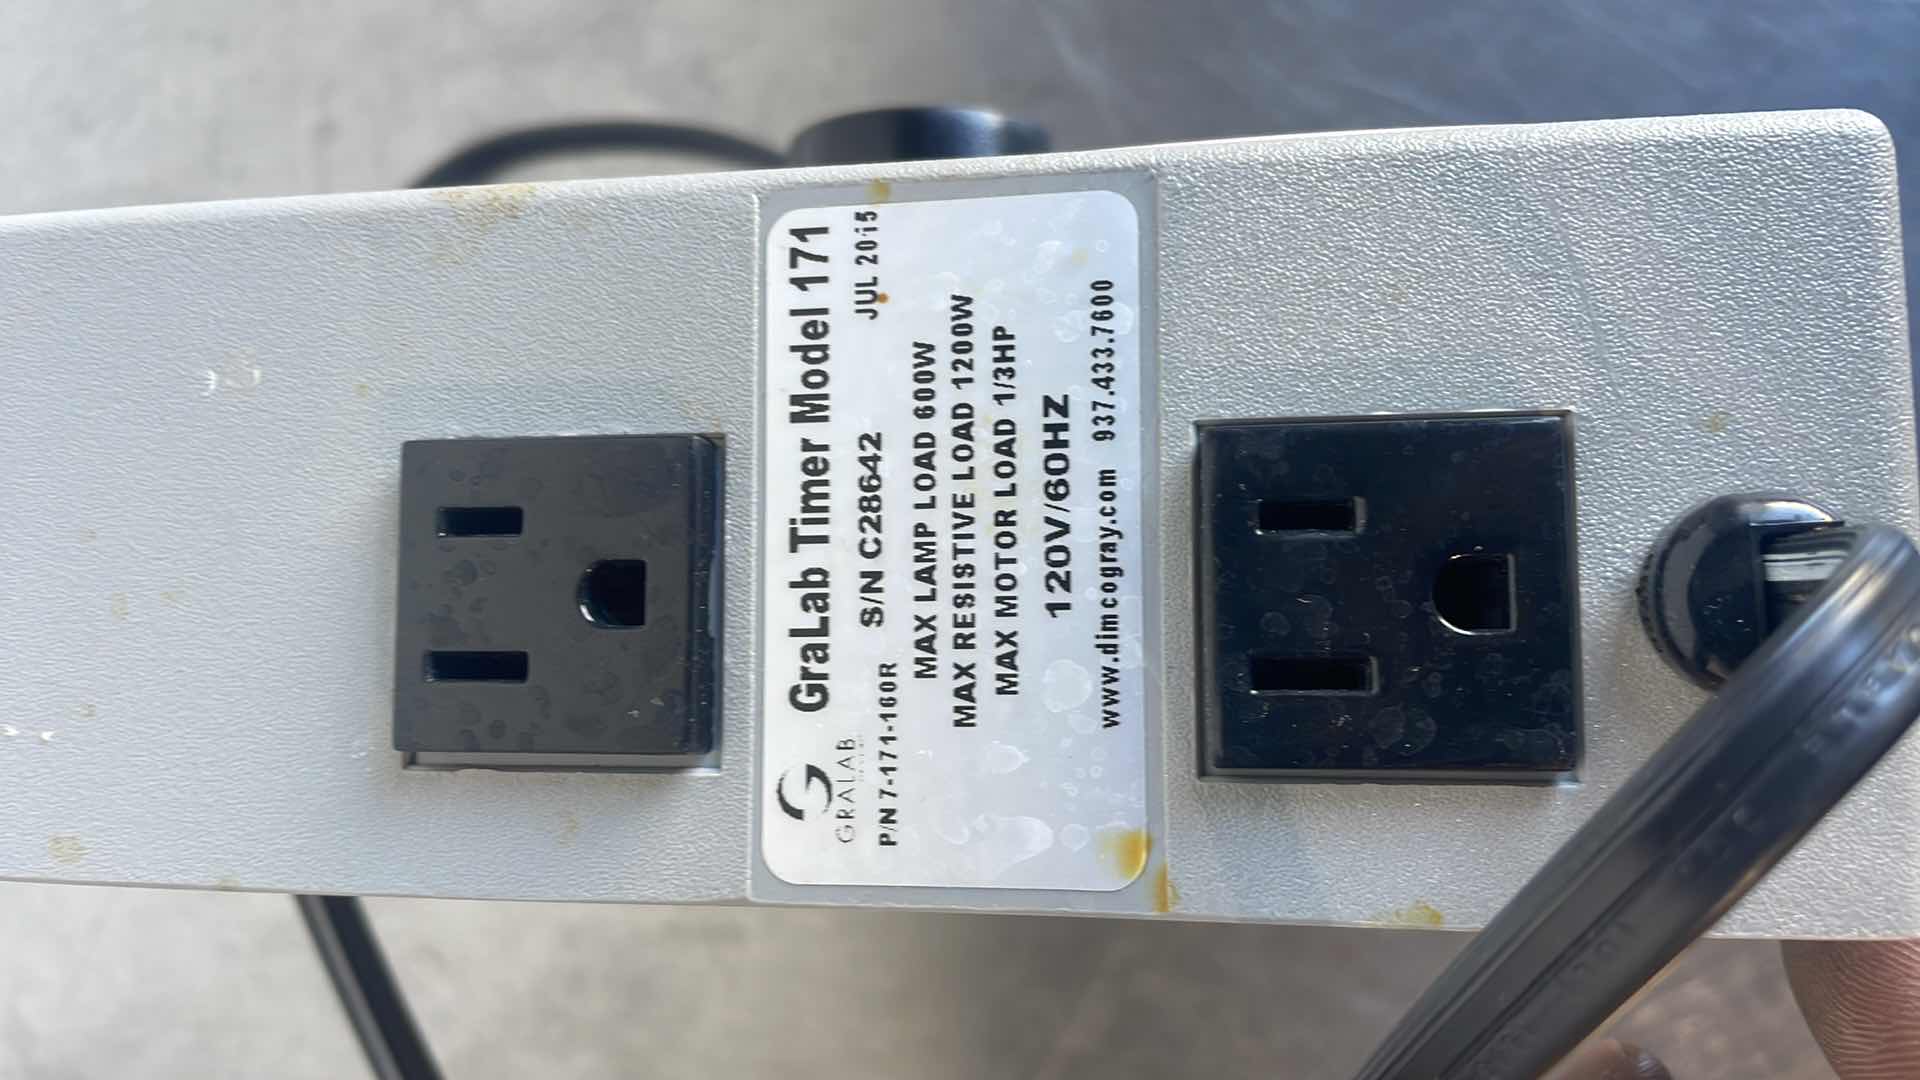 GraLab Timer Model 171
GRALAB
JUL 2015
P/N 7-171-160R S/N C28642
MAX LAMP LOAD 600W
MAX RESISTIVE LOAD 1200W
MAX MOTOR LOAD 1/3HP
120V/60HZ
www.dimcogray.com 937.433.7600